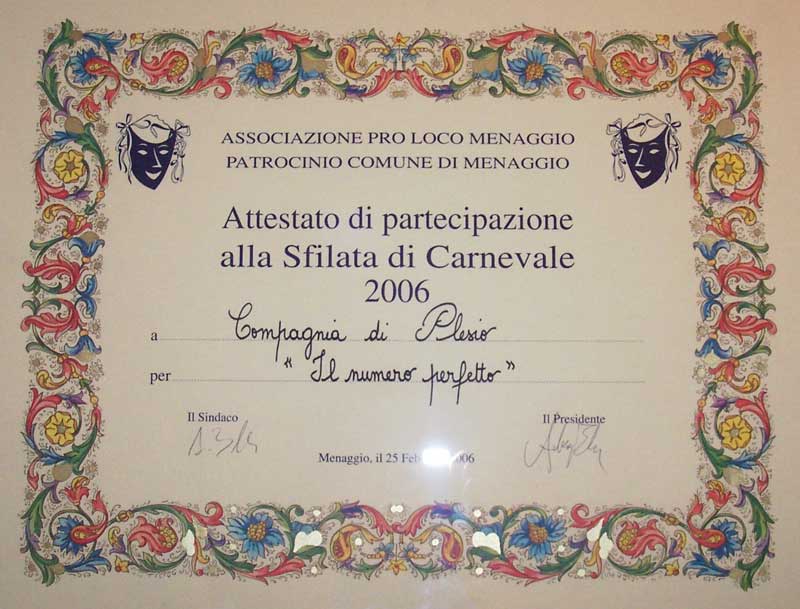 ASSOCIAZIONE PRO LOCO MENAGGIO
PATROCINIO COMUNE DI MENAGGIO
Attestato di partecipazione
alla Sfilata di Carnevale
2006
a Compagnia di Plesio
per "Il numero perfetto"
Il Sindaco
Il Presidente
Menaggio, il 25 2006